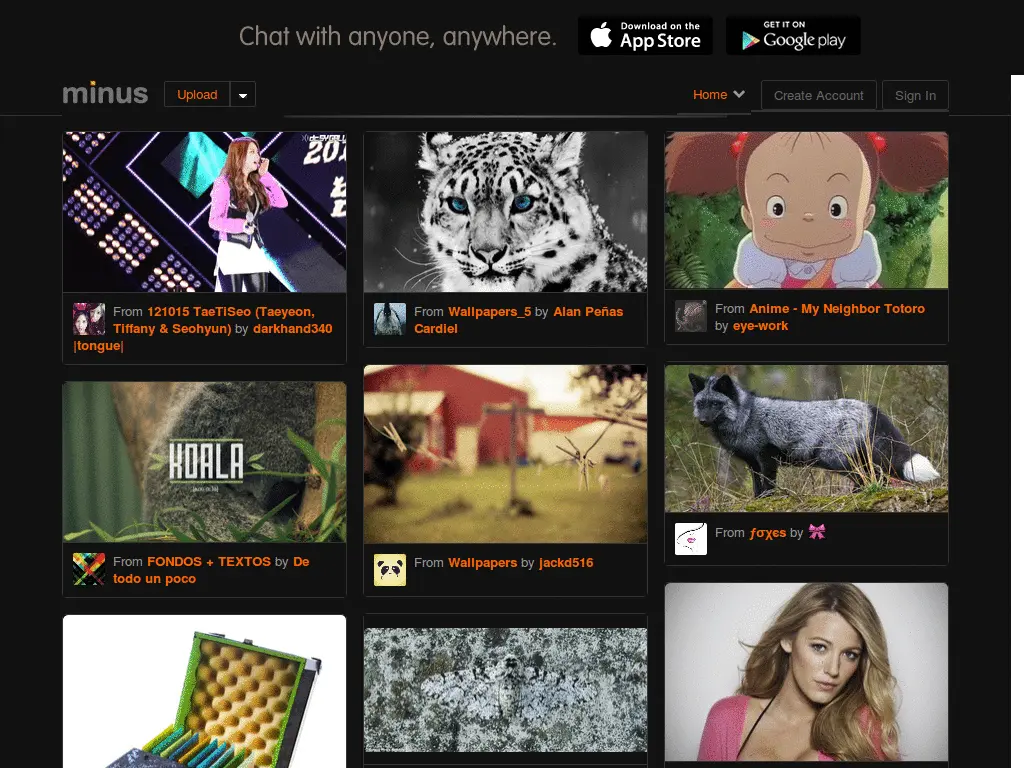 Chat with anyone, anywhere.
Download on the
App Store
GET IT ON
Google play
minus
Upload
Home
Create Account
Sign In
20
From 121015 TaeTiSeo (Taeyeon,
Tiffany & Seohyun) by darkhand340
|tongue|
From Wallpapers_5 by Alan Peñas
Cardiel
From Anime - My Neighbor Totoro
by eye-work
KOALA
From FONDOS + TEXTOS by De
todo un poco
From Wallpapers by jackd516
From ƒσχєs by 🎀